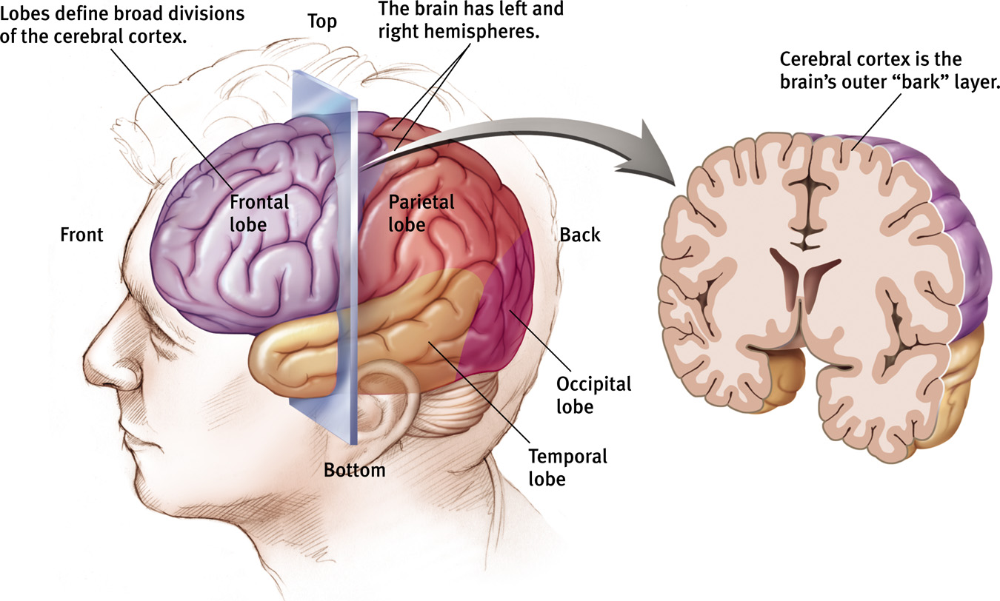 Lobes define broad divisions
of the cerebral cortex.
Top
The brain has left and
right hemispheres.
Cerebral cortex is the
brain’s outer “bark” layer.
Frontal
lobe
Parietal
lobe
Front
Back
Occipital
lobe
Temporal
lobe
Bottom